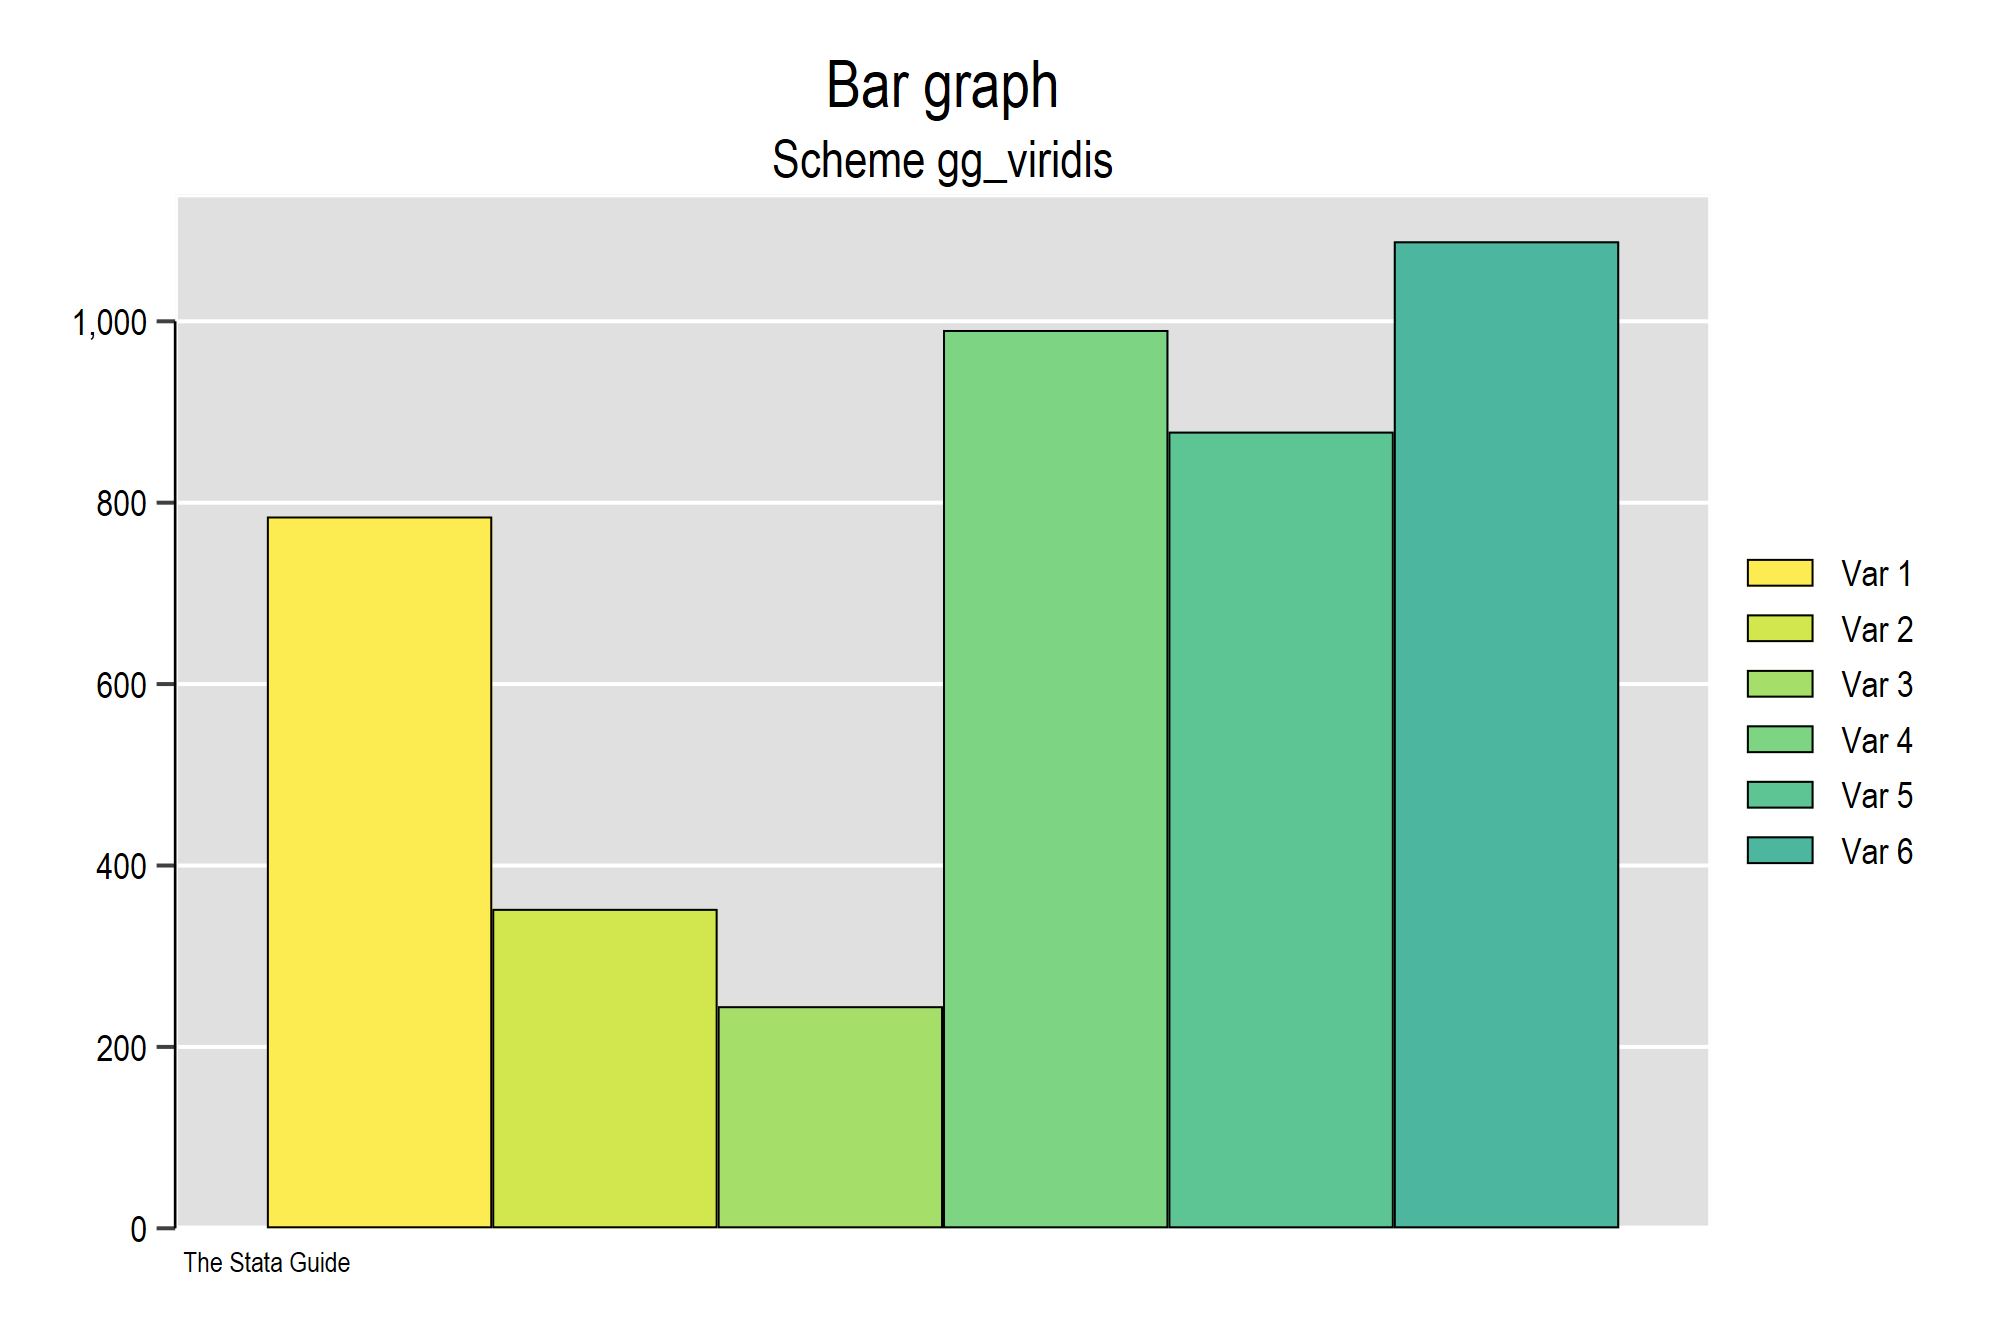 Bar graph
Scheme gg_viridis
1,000
800
600
400
200
0
Var 1
Var 2
Var 3
Var 4
Var 5
Var 6
The Stata Guide